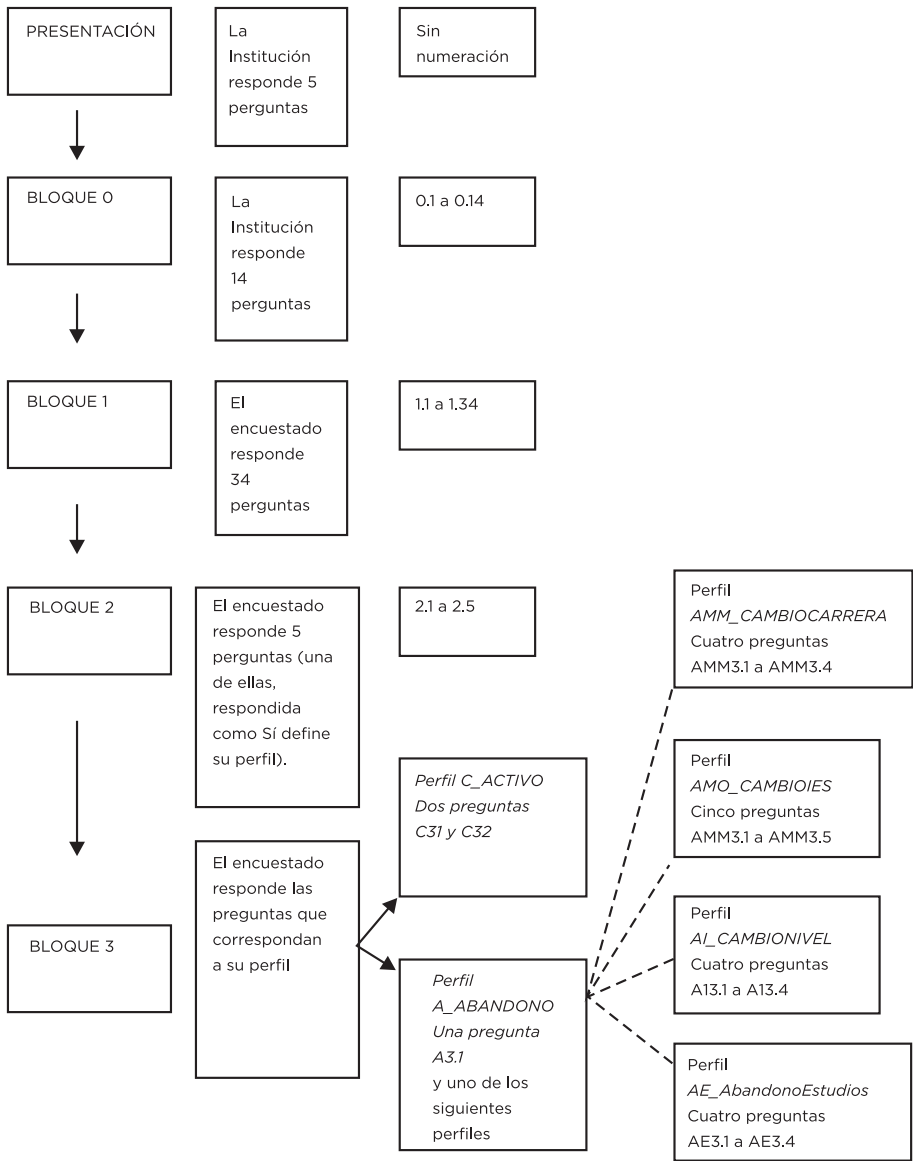 PRESENTACIÓN
La
Institución
responde 5
perguntas
Sin
numeración
BLOQUE 0
La
Institución
responde
14
perguntas
0.1 a 0.14
BLOQUE 1
El
encuestado
responde
34
perguntas
1.1 a 1.34
BLOQUE 2
El encuestado
responde 5
perguntas (una
de ellas,
respondida
como Sí define
su perfil).
2.1 a 2.5
BLOQUE 3
El encuestado
responde las
preguntas que
correspondan
a su perfil
Perfil C_ACTIVO
Dos preguntas
C31 y C32
Perfil
A_ABANDONO
Una pregunta
A3.1
y uno de los
siguientes
perfiles
Perfil
AMM_CAMBIOCARRERA
Cuatro preguntas
AMM3.1 a AMM3.4
Perfil
AMO_CAMBIOIES
Cinco preguntas
AMM3.1 a AMM3.5
Perfil
AI_CAMBIONIVEL
Cuatro preguntas
A13.1 a A13.4
Perfil
AE_AbandonoEstudios
Cuatro preguntas
AE3.1 a AE3.4